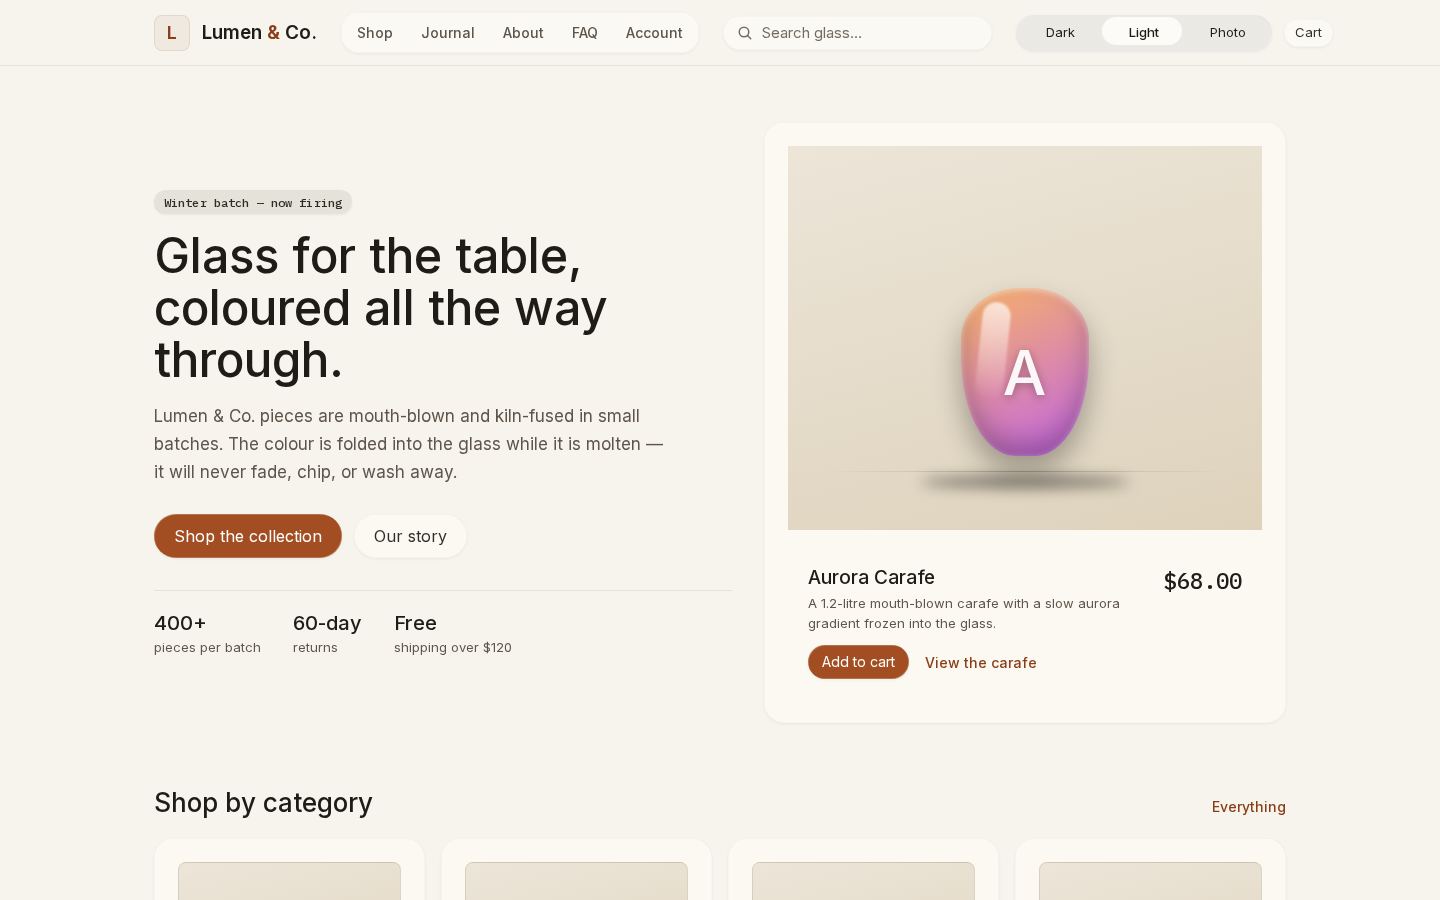 L
Lumen & Co.
Shop
Journal
About
FAQ
Account
Search glass...
Dark
Light
Photo
Cart
Winter batch — now firing
Glass for the table,
coloured all the way
through.
Lumen & Co. pieces are mouth-blown and kiln-fused in small
batches. The colour is folded into the glass while it is molten —
it will never fade, chip, or wash away.
Shop the collection
Our story
400+
pieces per batch
60-day
returns
Free
shipping over $120
A
Aurora Carafe
$68.00
A 1.2-litre mouth-blown carafe with a slow aurora
gradient frozen into the glass.
Add to cart
View the carafe
Shop by category
Everything